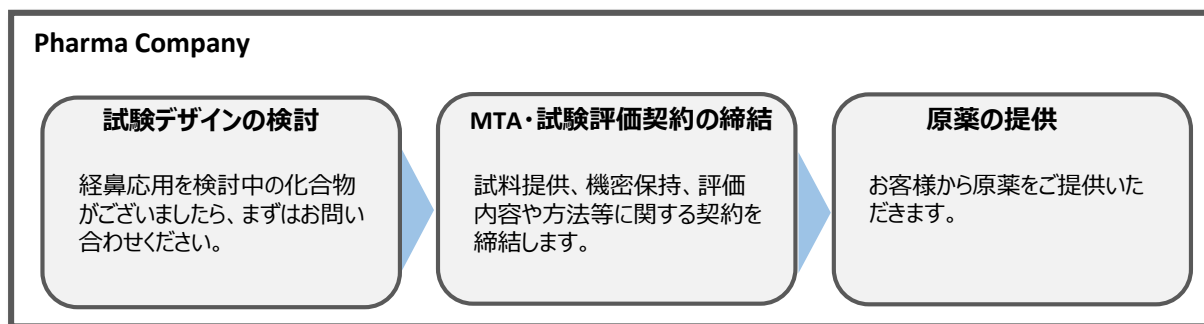 Pharma Company
試験デザインの検討
経鼻応用を検討中の化合物
がございましたら、まずはお問い
合わせください。
MTA・試験評価契約の締結
試料提供、機密保持、評価
内容や方法等に関する契約を
締結します。
原薬の提供
お客様から原薬をご提供いた
だきます。